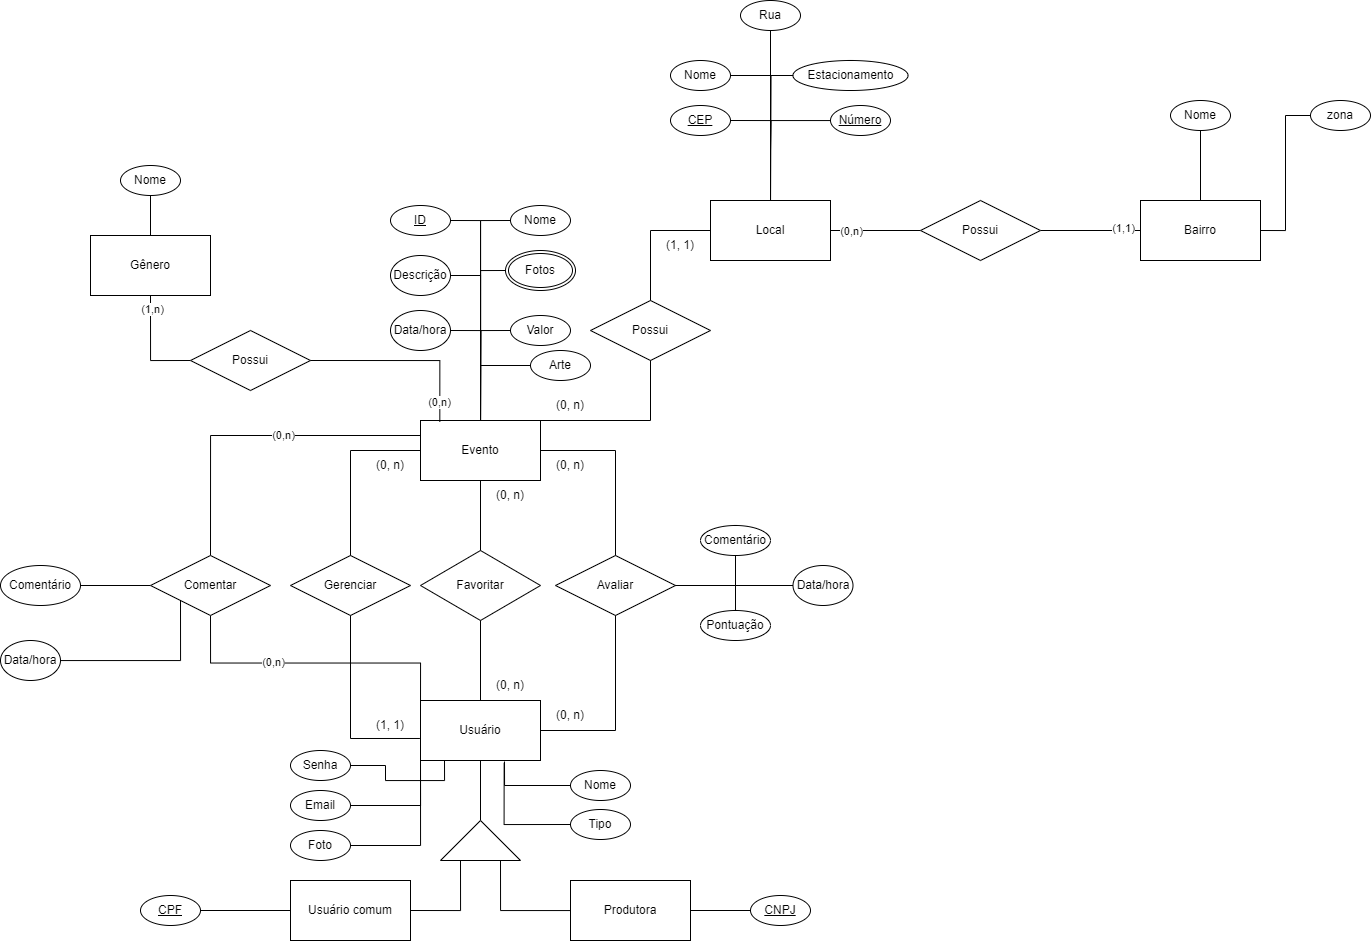 Rua
Nome
Estacionamento
CEP
Número
Nome
zona
Nome
ID
Nome
Local
(0,n)
Possui
(1,1)
Bairro
(1, 1)
Gênero
Descrição
Fotos
(1,n)
Data/hora
Valor
Possui
Possui
Arte
(0,n)
(0, n)
(0,n)
Evento
(0, n)
(0, n)
(0, n)
Comentário
Comentário
Comentar
Gerenciar
Favoritar
Avaliar
Data/hora
Pontuação
Data/hora
(0,n)
(0, n)
(0, n)
(1, 1)
Usuário
Senha
Nome
Email
Tipo
Foto
CPF
Usuário comum
Produtora
CNPJ